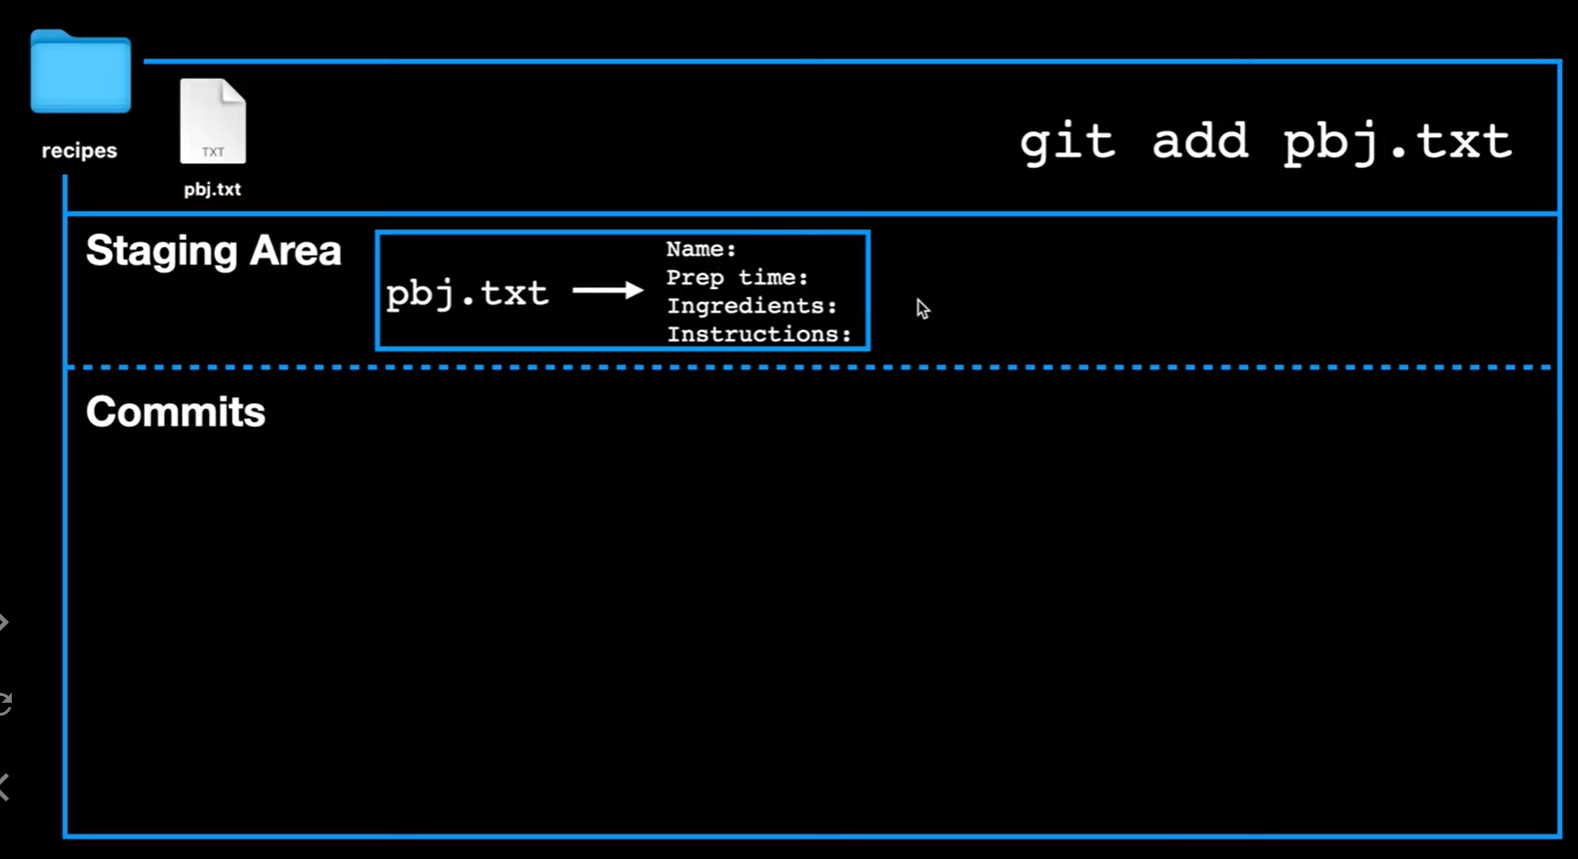 recipes
TXT
pbj.txt
git add pbj.txt
Staging Area
pbj.txt
Name:
Prep time:
Ingredients:
Instructions:
Commits